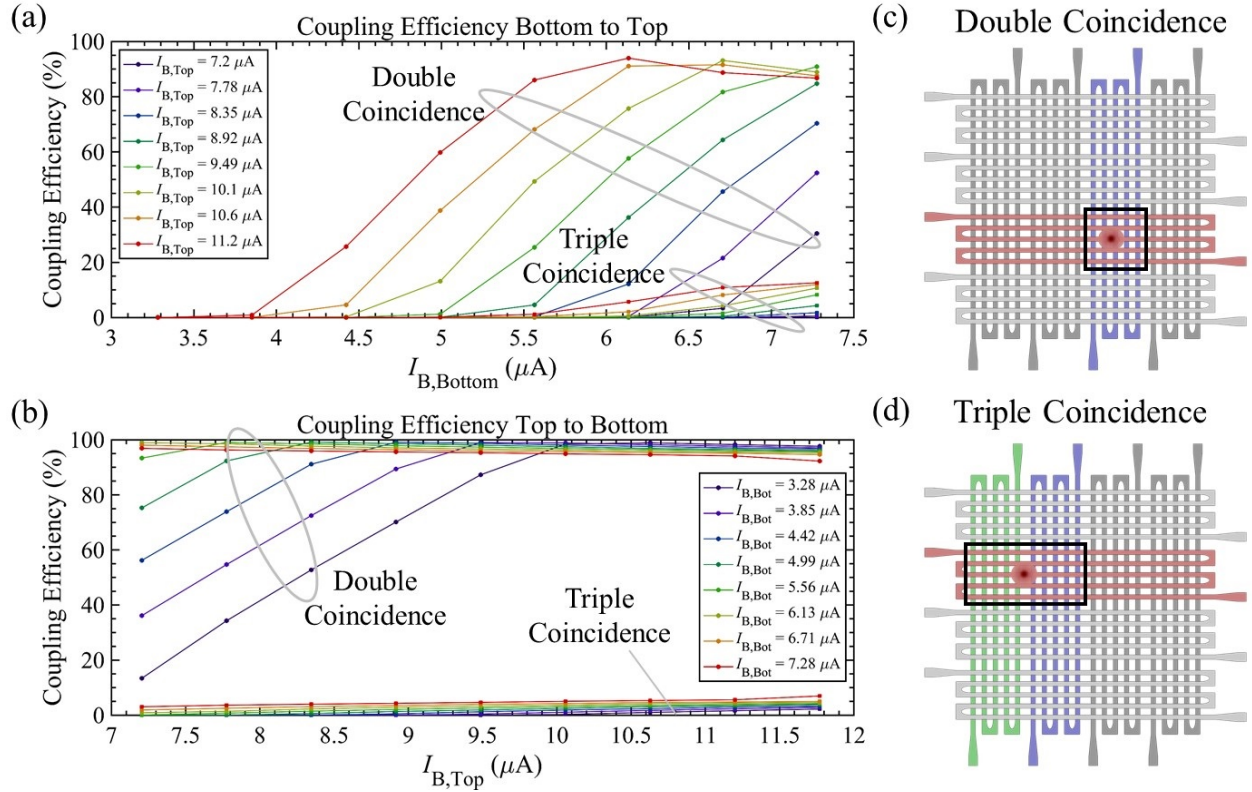 (a)
Coupling Efficiency Bottom to Top
Coupling Efficiency (%)
100
80
60
40
20
0
I_B,Top = 7.2 μA
I_B,Top = 7.78 μA
I_B,Top = 8.35 μA
I_B,Top = 8.92 μA
I_B,Top = 9.49 μA
I_B,Top = 10.1 μA
I_B,Top = 10.6 μA
I_B,Top = 11.2 μA
Double
Coincidence
Triple
Coincidence
3 3.5 4 4.5 5 5.5 6 6.5 7 7.5
I_B,Bottom (μA)
(b)
Coupling Efficiency Top to Bottom
Coupling Efficiency (%)
100
80
60
40
20
0
Double
Coincidence
Triple
Coincidence
I_B,Bot = 3.28 μA
I_B,Bot = 3.85 μA
I_B,Bot = 4.42 μA
I_B,Bot = 4.99 μA
I_B,Bot = 5.56 μA
I_B,Bot = 6.13 μA
I_B,Bot = 6.71 μA
I_B,Bot = 7.28 μA
7 7.5 8 8.5 9 9.5 10 10.5 11 11.5 12
I_B,Top (μA)
(c)
Double Coincidence
(d)
Triple Coincidence